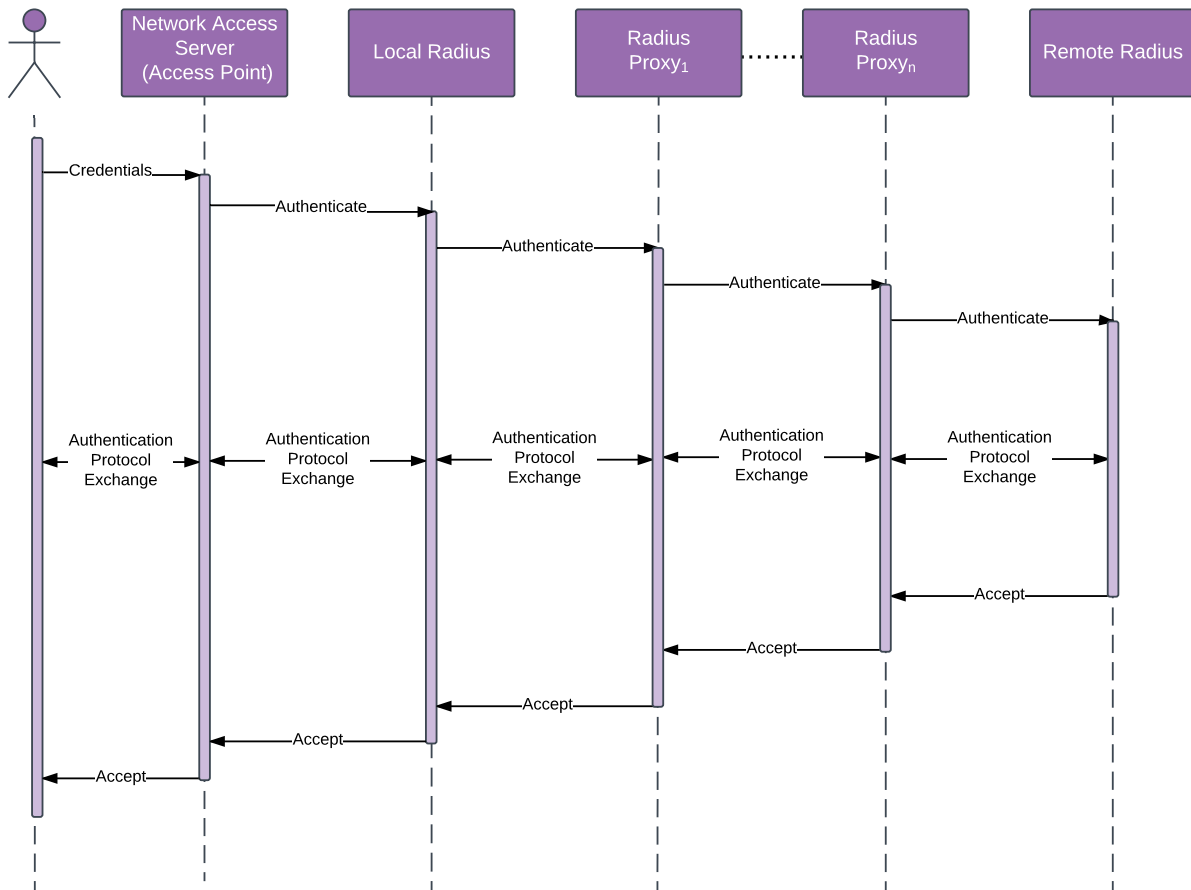 Network Access
Server
(Access Point)
Local Radius
Radius
Proxy₁
Radius
Proxyₙ
Remote Radius
Credentials
Authenticate
Authenticate
Authenticate
Authenticate
Authentication
Protocol
Exchange
Authentication
Protocol
Exchange
Authentication
Protocol
Exchange
Authentication
Protocol
Exchange
Authentication
Protocol
Exchange
Accept
Accept
Accept
Accept
Accept